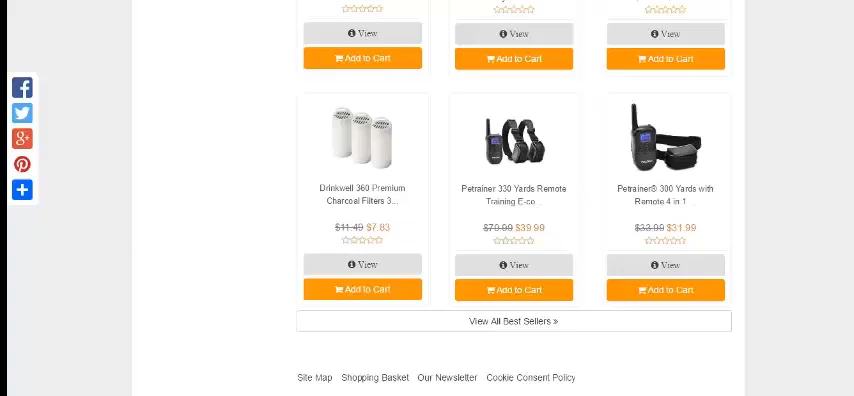 View View View
Add to Cart Add to Cart Add to Cart
Drinkwell 360 Premium
Charcoal Filters 3...
Petrainer 330 Yards Remote
Training E-co...
Petrainer® 300 Yards with
Remote 4 in 1 ...
$11.49 $7.83
$79.99 $39.99
$33.99 $31.99
View View View
Add to Cart Add to Cart Add to Cart
View All Best Sellers »
Site Map Shopping Basket Our Newsletter Cookie Consent Policy